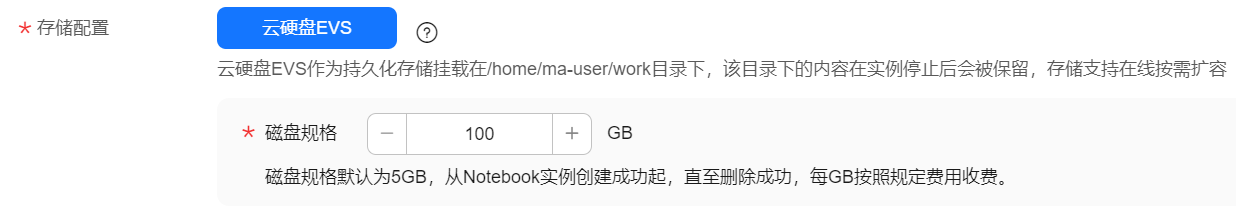 * 存储配置 云硬盘EVS ?
云硬盘EVS作为持久化存储挂载在/home/ma-user/work目录下，该目录下的内容在实例停止后会被保留，存储支持在线按需扩容
* 磁盘规格 − 100 + GB
磁盘规格默认为5GB，从Notebook实例创建成功起，直至删除成功，每GB按照规定费用收费。